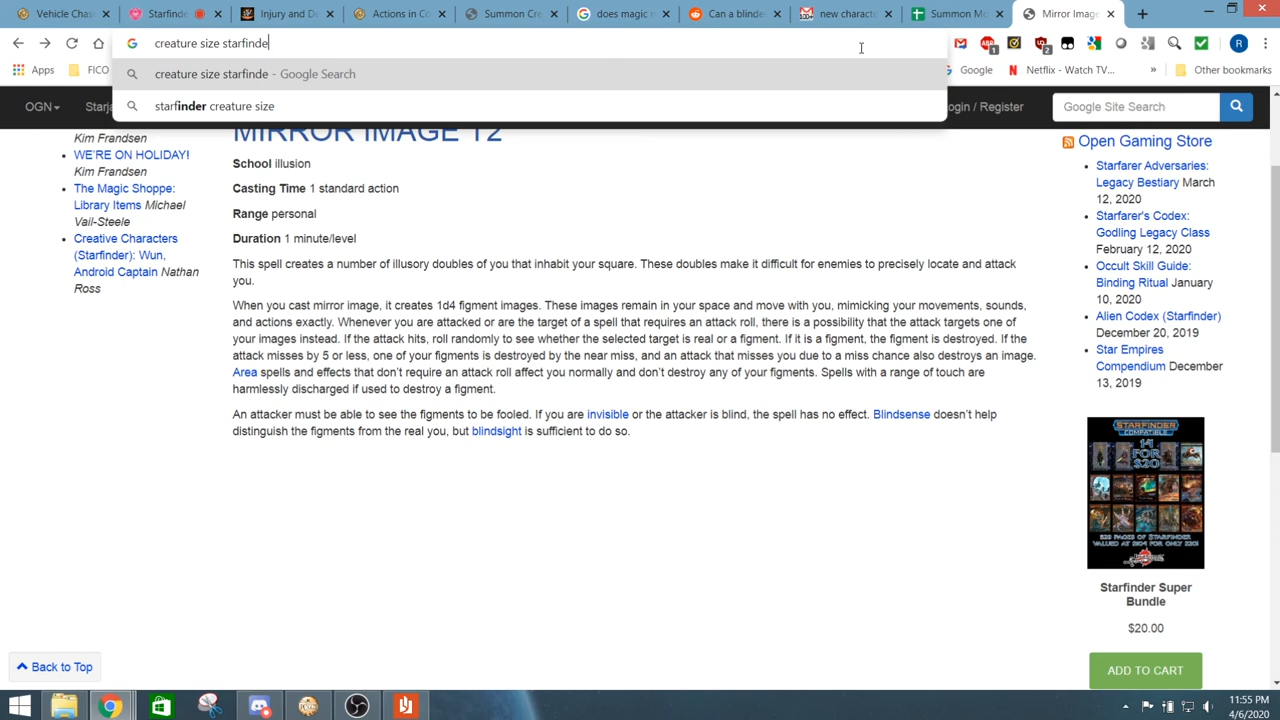 Vehicle Chas
Starfinde
Injury and De
Actions in Co
Summon Cre
does magic m
Can a blinde
new characte
Summon Mo
Mirror Imag
creature size starfinde
Apps
FICO
creature size starfinde - Google Search
starfinder creature size
Google
Netflix - Watch TV...
»
Other bookmarks
OGN
Starj
ogin / Register
Google Site Search
MIRROR IMAGE T2
Kim Frandsen
WE'RE ON HOLIDAY!
Kim Frandsen
The Magic Shoppe:
Library Items Michael
Vail-Steele
Creative Characters
(Starfinder): Wun,
Android Captain Nathan
Ross
School illusion
Casting Time 1 standard action
Range personal
Duration 1 minute/level
This spell creates a number of illusory doubles of you that inhabit your square. These doubles make it difficult for enemies to precisely locate and attack
you.
When you cast mirror image, it creates 1d4 figment images. These images remain in your space and move with you, mimicking your movements, sounds,
and actions exactly. Whenever you are attacked or are the target of a spell that requires an attack roll, there is a possibility that the attack targets one of
your images instead. If the attack hits, roll randomly to see whether the selected target is real or a figment. If it is a figment, the figment is destroyed. If the
attack misses by 5 or less, one of your figments is destroyed by the near miss, and an attack that misses you due to a miss chance also destroys an image.
Area spells and effects that don't require an attack roll affect you normally and don't destroy any of your figments. Spells with a range of touch are
harmlessly discharged if used to destroy a figment.
An attacker must be able to see the figments to be fooled. If you are invisible or the attacker is blind, the spell has no effect. Blindsense doesn't help
distinguish the figments from the real you, but blindsight is sufficient to do so.
Open Gaming Store
Starfarer Adversaries:
Legacy Bestiary March
12, 2020
Starfarer's Codex:
Godling Legacy Class
February 12, 2020
Occult Skill Guide:
Binding Ritual January
10, 2020
Alien Codex (Starfinder)
December 20, 2019
Star Empires
Compendium December
13, 2019
STARFINDER
COMPATIBLE
14
FOR
$20
Starfinder Super
Bundle
$20.00
ADD TO CART
Back to Top
11:55 PM
4/6/2020